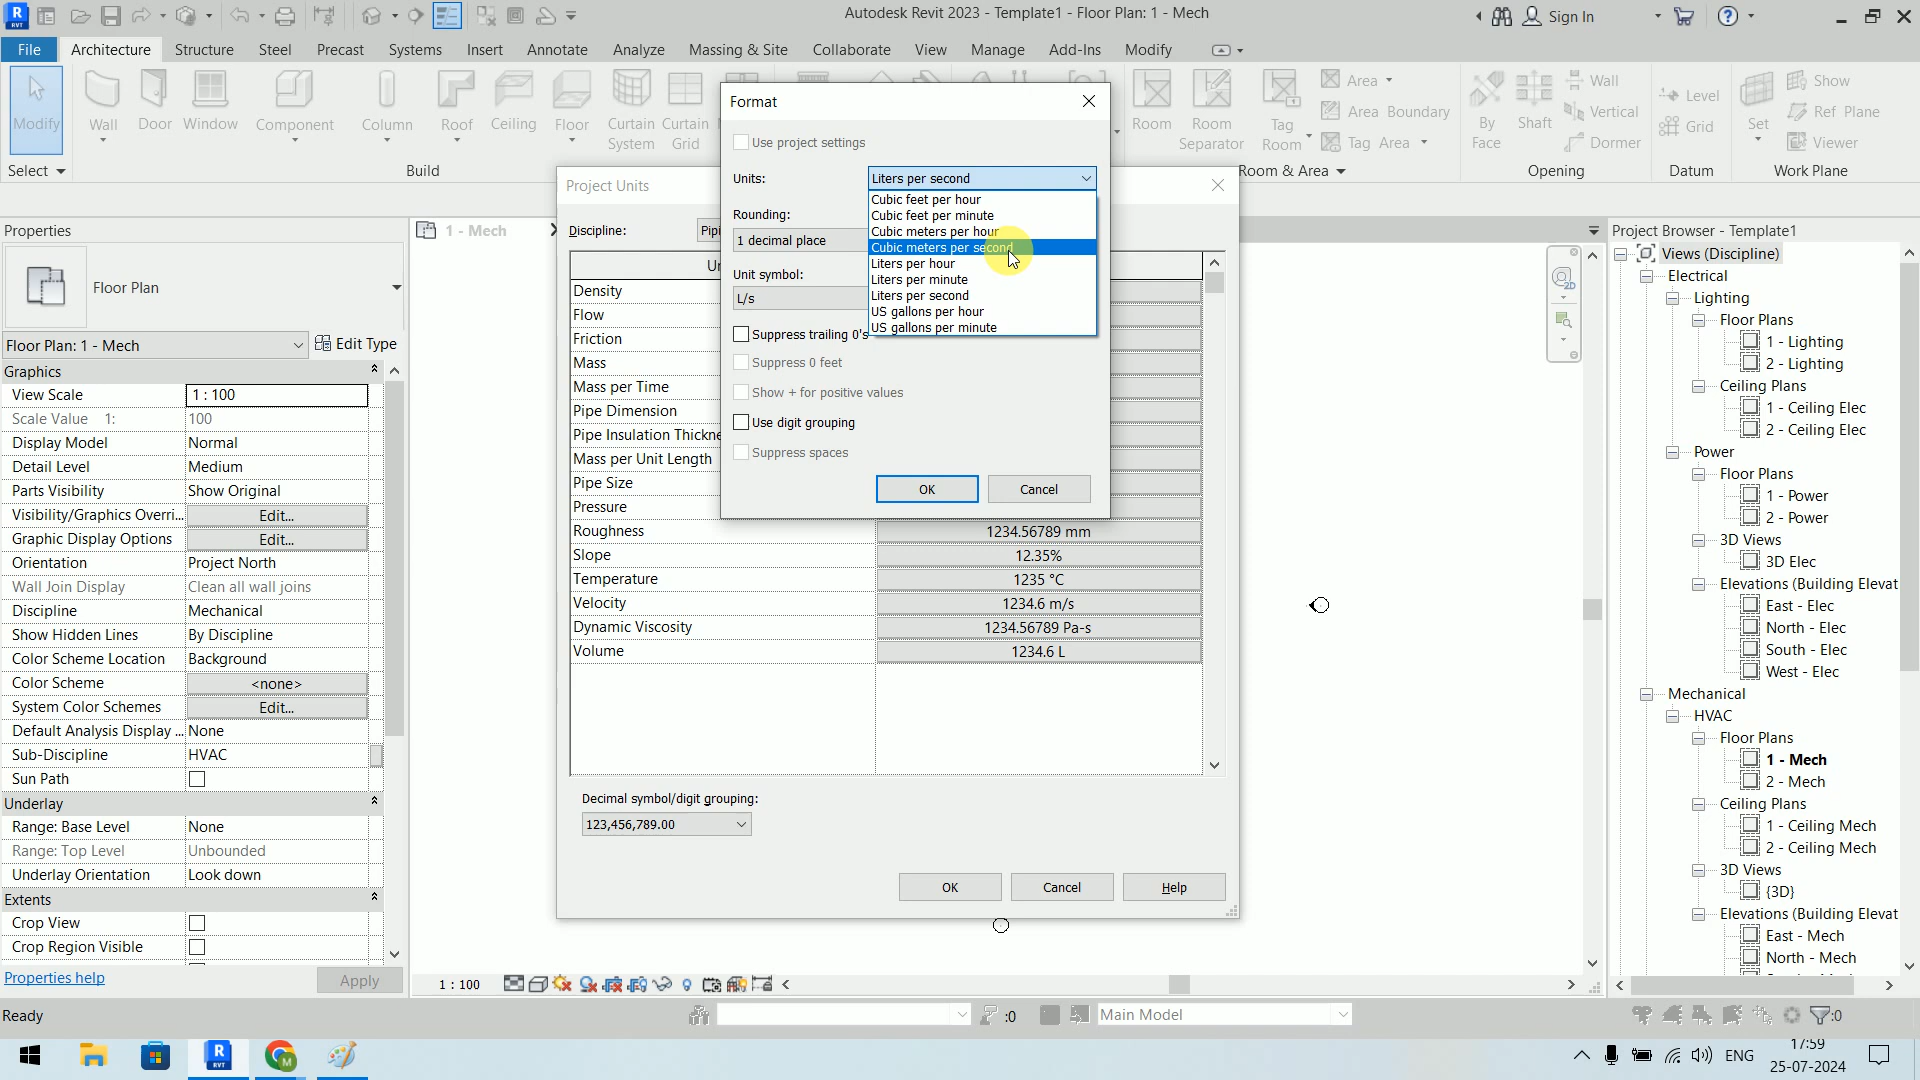 Autodesk Revit 2023 - Template1 - Floor Plan: 1 - Mech
Sign In
File Architecture Structure Steel Precast Systems Insert Annotate Analyze Massing & Site Collaborate View Manage Add-Ins Modify
Modify
Wall
Door
Window
Component
Column
Roof
Ceiling
Floor
Curtain System
Curtain Grid
Room
Room Separator
Tag Room
Area
Area Boundary
Tag Area
By Face
Shaft
Wall
Vertical
Dormer
Level
Grid
Set
Show
Ref Plane
Viewer
Select
Build
Room & Area
Opening
Datum
Work Plane
Properties
Floor Plan
Floor Plan: 1 - Mech
Edit Type
Graphics
View Scale 1 : 100
Scale Value 1: 100
Display Model Normal
Detail Level Medium
Parts Visibility Show Original
Visibility/Graphics Overri... Edit...
Graphic Display Options Edit...
Orientation Project North
Wall Join Display Clean all wall joins
Discipline Mechanical
Show Hidden Lines By Discipline
Color Scheme Location Background
Color Scheme <none>
System Color Schemes Edit...
Default Analysis Display ... None
Sub-Discipline HVAC
Sun Path
Underlay
Range: Base Level None
Range: Top Level Unbounded
Underlay Orientation Look down
Extents
Crop View
Crop Region Visible
Properties help
Apply
1 - Mech
Project Units
Discipline:
Density
Flow
Friction
Mass
Mass per Time
Pipe Dimension
Pipe Insulation Thickne
Mass per Unit Length
Pipe Size
Pressure
Roughness 1234.56789 mm
Slope 12.35%
Temperature 1235 °C
Velocity 1234.6 m/s
Dynamic Viscosity 1234.56789 Pa-s
Volume 1234.6 L
Decimal symbol/digit grouping:
123,456,789.00
OK Cancel Help
Format
Use project settings
Units: Liters per second
Cubic feet per hour
Cubic feet per minute
Cubic meters per hour
Cubic meters per second
Liters per hour
Liters per minute
Liters per second
US gallons per hour
US gallons per minute
Rounding:
1 decimal place
Unit symbol:
L/s
Suppress trailing 0's
Suppress 0 feet
Show + for positive values
Use digit grouping
Suppress spaces
OK Cancel
Project Browser - Template1
Views (Discipline)
Electrical
Lighting
Floor Plans
1 - Lighting
2 - Lighting
Ceiling Plans
1 - Ceiling Elec
2 - Ceiling Elec
Power
Floor Plans
1 - Power
2 - Power
3D Views
3D Elec
Elevations (Building Elevat
East - Elec
North - Elec
South - Elec
West - Elec
Mechanical
HVAC
Floor Plans
1 - Mech
2 - Mech
Ceiling Plans
1 - Ceiling Mech
2 - Ceiling Mech
3D Views
{3D}
Elevations (Building Elevat
East - Mech
North - Mech
1 : 100
Ready
:0
Main Model
:0
ENG
17:59
25-07-2024